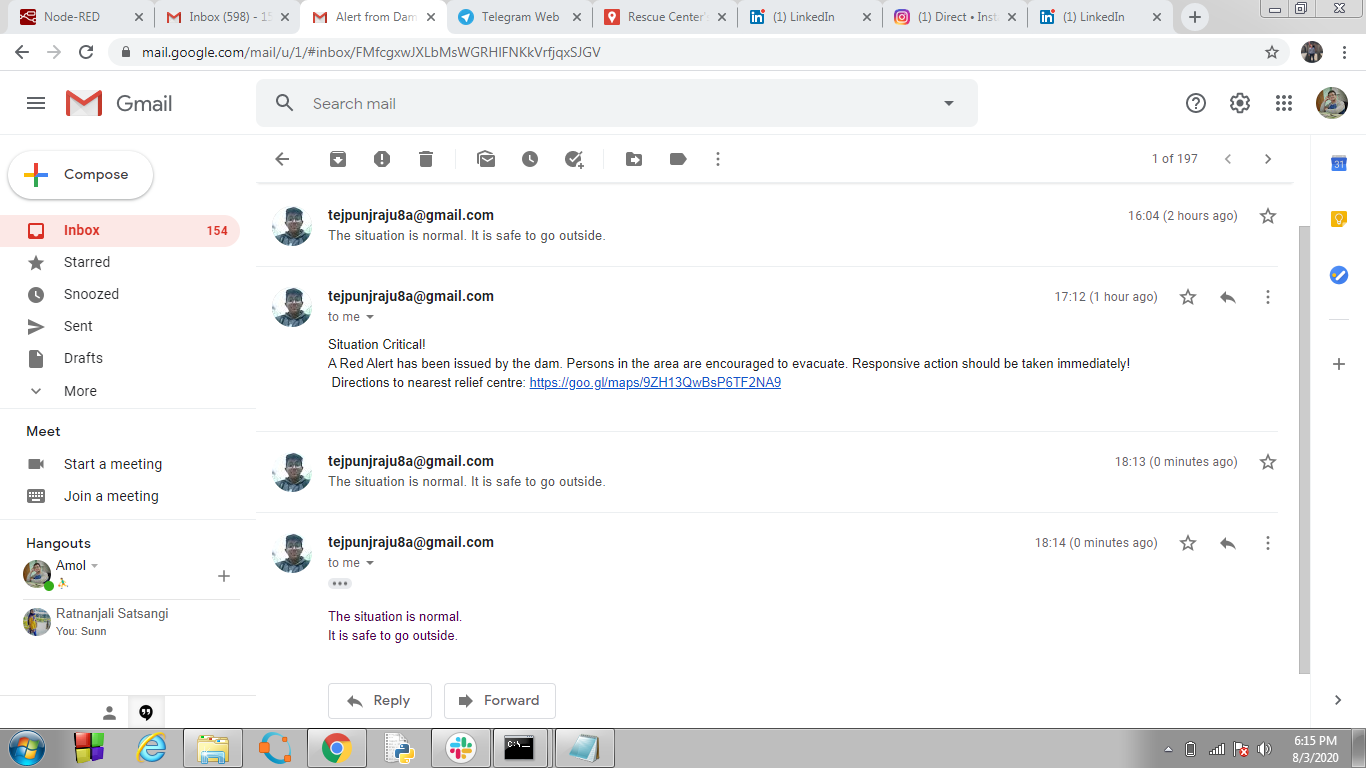 Node-RED
Inbox (598) - 15
Alert from Dam
Telegram Web
Rescue Center's
(1) LinkedIn
(1) Direct • Inst
(1) LinkedIn
mail.google.com/mail/u/1/#inbox/FMfcgxwJXLbMsWGRHlFNKkVrfjqxSJGV
Gmail
Search mail
Compose
1 of 197
31
Inbox 154
Starred
Snoozed
Sent
Drafts
More
Meet
Start a meeting
Join a meeting
Hangouts
Amol
Ratnanjali Satsangi
You: Sunn
tejpunjraju8a@gmail.com 16:04 (2 hours ago)
The situation is normal. It is safe to go outside.
tejpunjraju8a@gmail.com 17:12 (1 hour ago)
to me
Situation Critical!
A Red Alert has been issued by the dam. Persons in the area are encouraged to evacuate. Responsive action should be taken immediately!
Directions to nearest relief centre: https://goo.gl/maps/9ZH13QwBsP6TF2NA9
tejpunjraju8a@gmail.com 18:13 (0 minutes ago)
The situation is normal. It is safe to go outside.
tejpunjraju8a@gmail.com 18:14 (0 minutes ago)
to me
The situation is normal.
It is safe to go outside.
Reply Forward
C:\
6:15 PM
8/3/2020